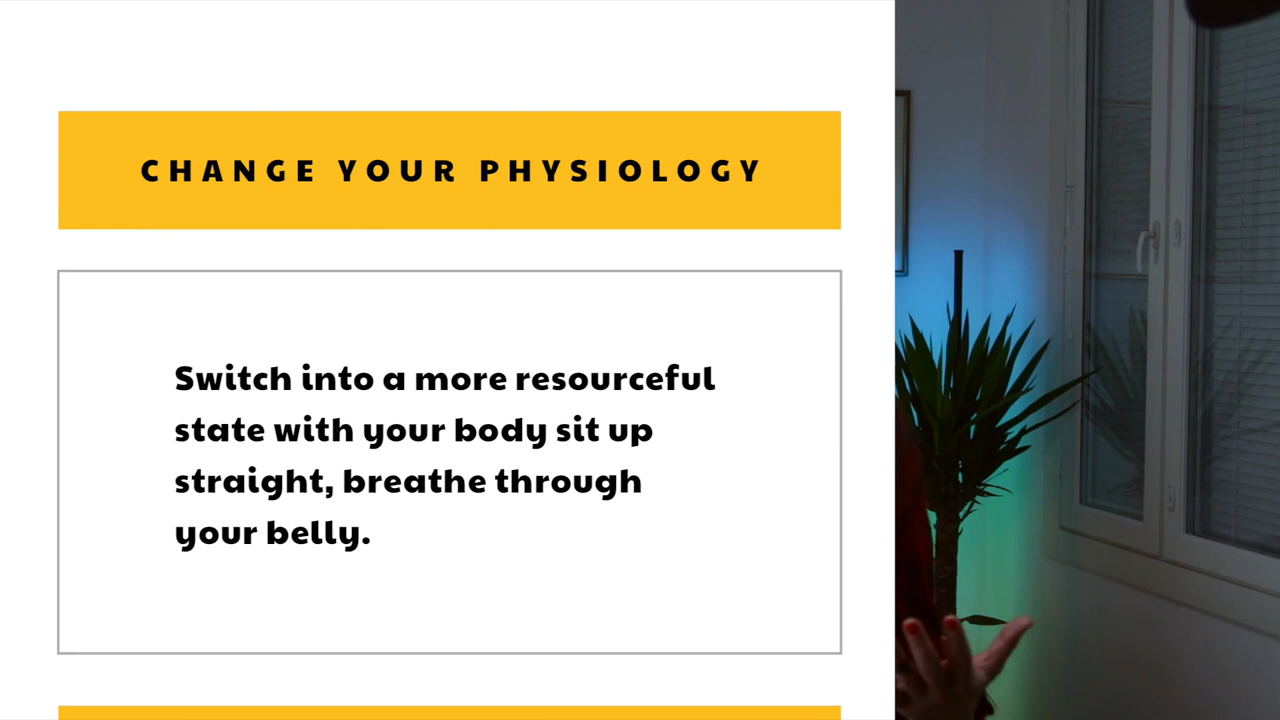 CHANGE YOUR PHYSIOLOGY
Switch into a more resourceful
state with your body sit up
straight, breathe through
your belly.